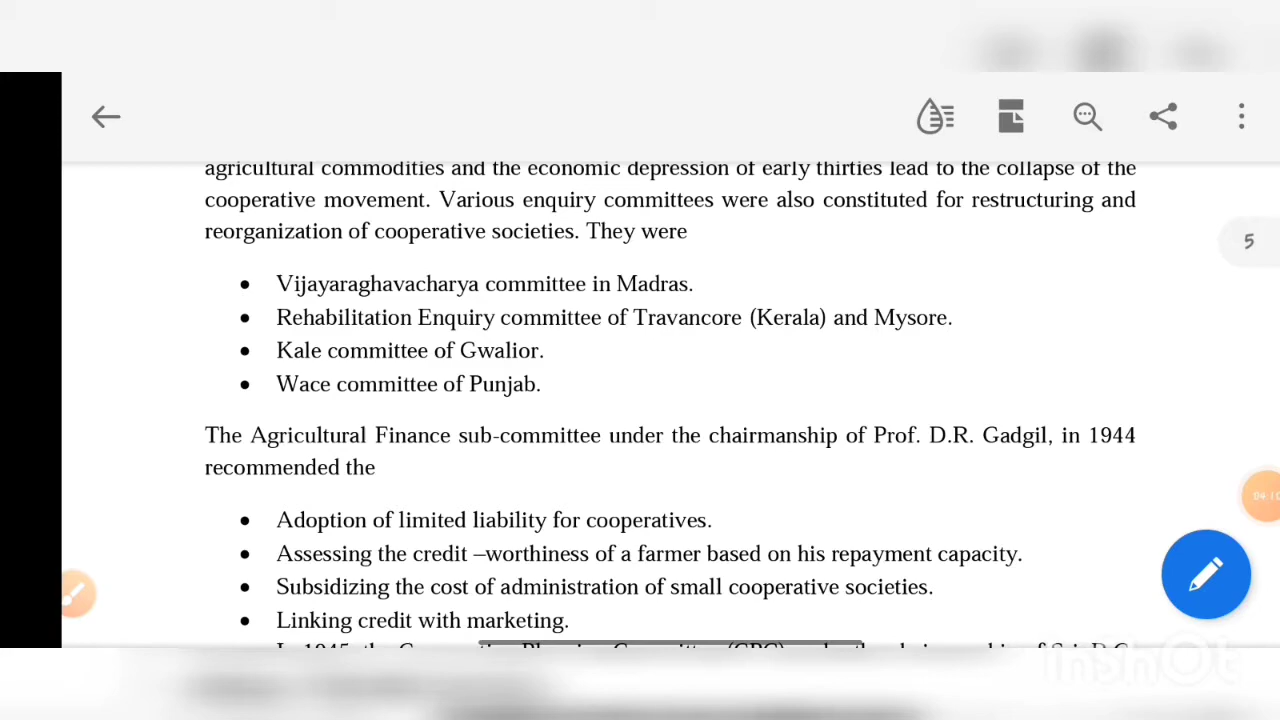 agricultural commodities and the economic depression of early thirties lead to the collapse of the
cooperative movement. Various enquiry committees were also constituted for restructuring and
reorganization of cooperative societies. They were
5
• Vijayaraghavacharya committee in Madras.
• Rehabilitation Enquiry committee of Travancore (Kerala) and Mysore.
• Kale committee of Gwalior.
• Wace committee of Punjab.
The Agricultural Finance sub-committee under the chairmanship of Prof. D.R. Gadgil, in 1944
recommended the
• Adoption of limited liability for cooperatives.
04:10
• Assessing the credit –worthiness of a farmer based on his repayment capacity.
• Subsidizing the cost of administration of small cooperative societies.
• Linking credit with marketing.
InShOt